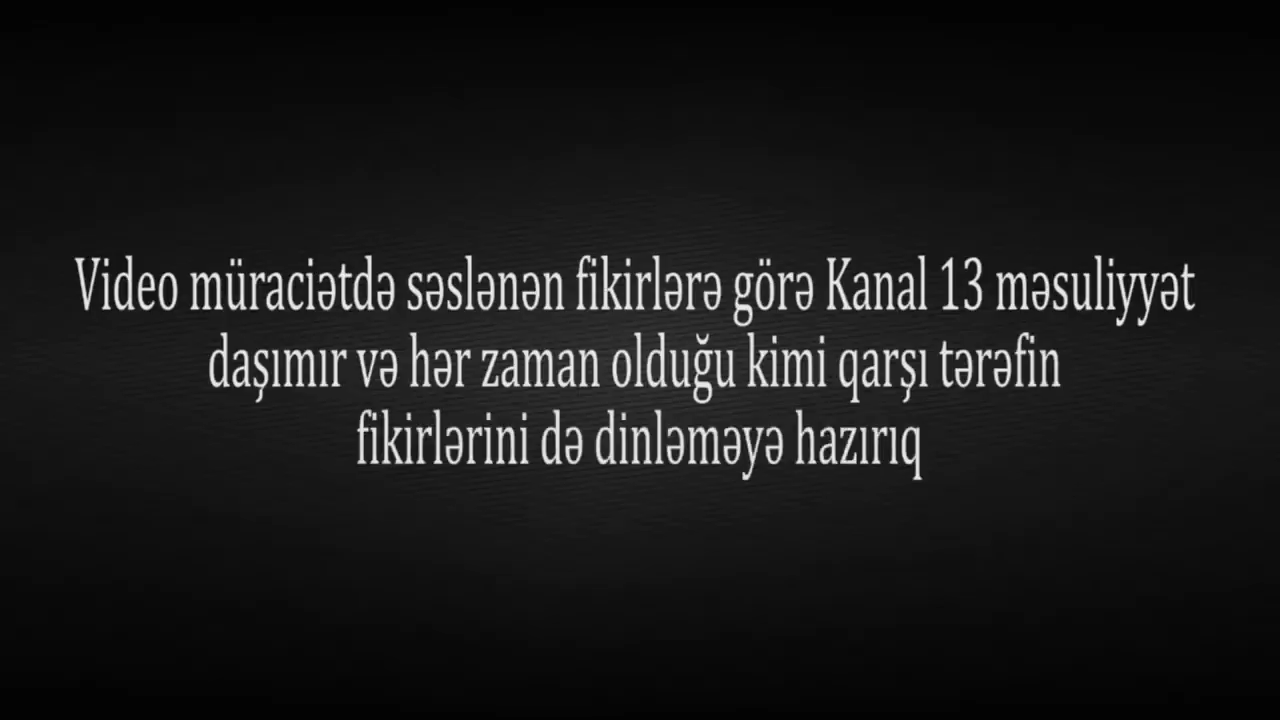 Video müraciətdə səslənən fikirlərə görə Kanal 13 məsuliyyət
daşımır və hər zaman olduğu kimi qarşı tərəfin
fikirlərini də dinləməyə hazırıq